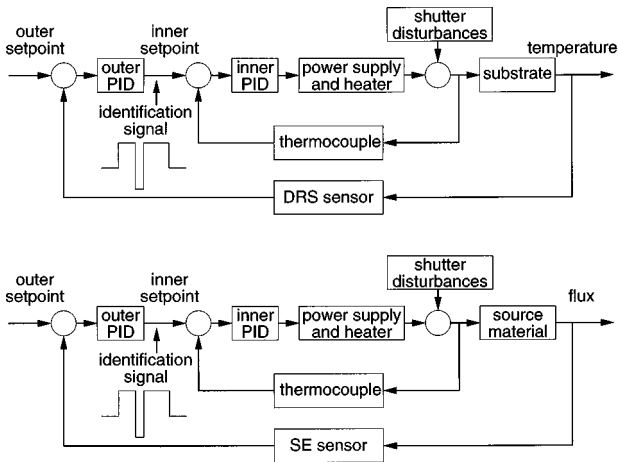 shutter
disturbances
outer
setpoint
inner
setpoint
temperature
outer
PID
inner
PID
power supply
and heater
substrate
identification
signal
thermocouple
DRS sensor
shutter
disturbances
outer
setpoint
inner
setpoint
flux
outer
PID
inner
PID
power supply
and heater
source
material
identification
signal
thermocouple
SE sensor